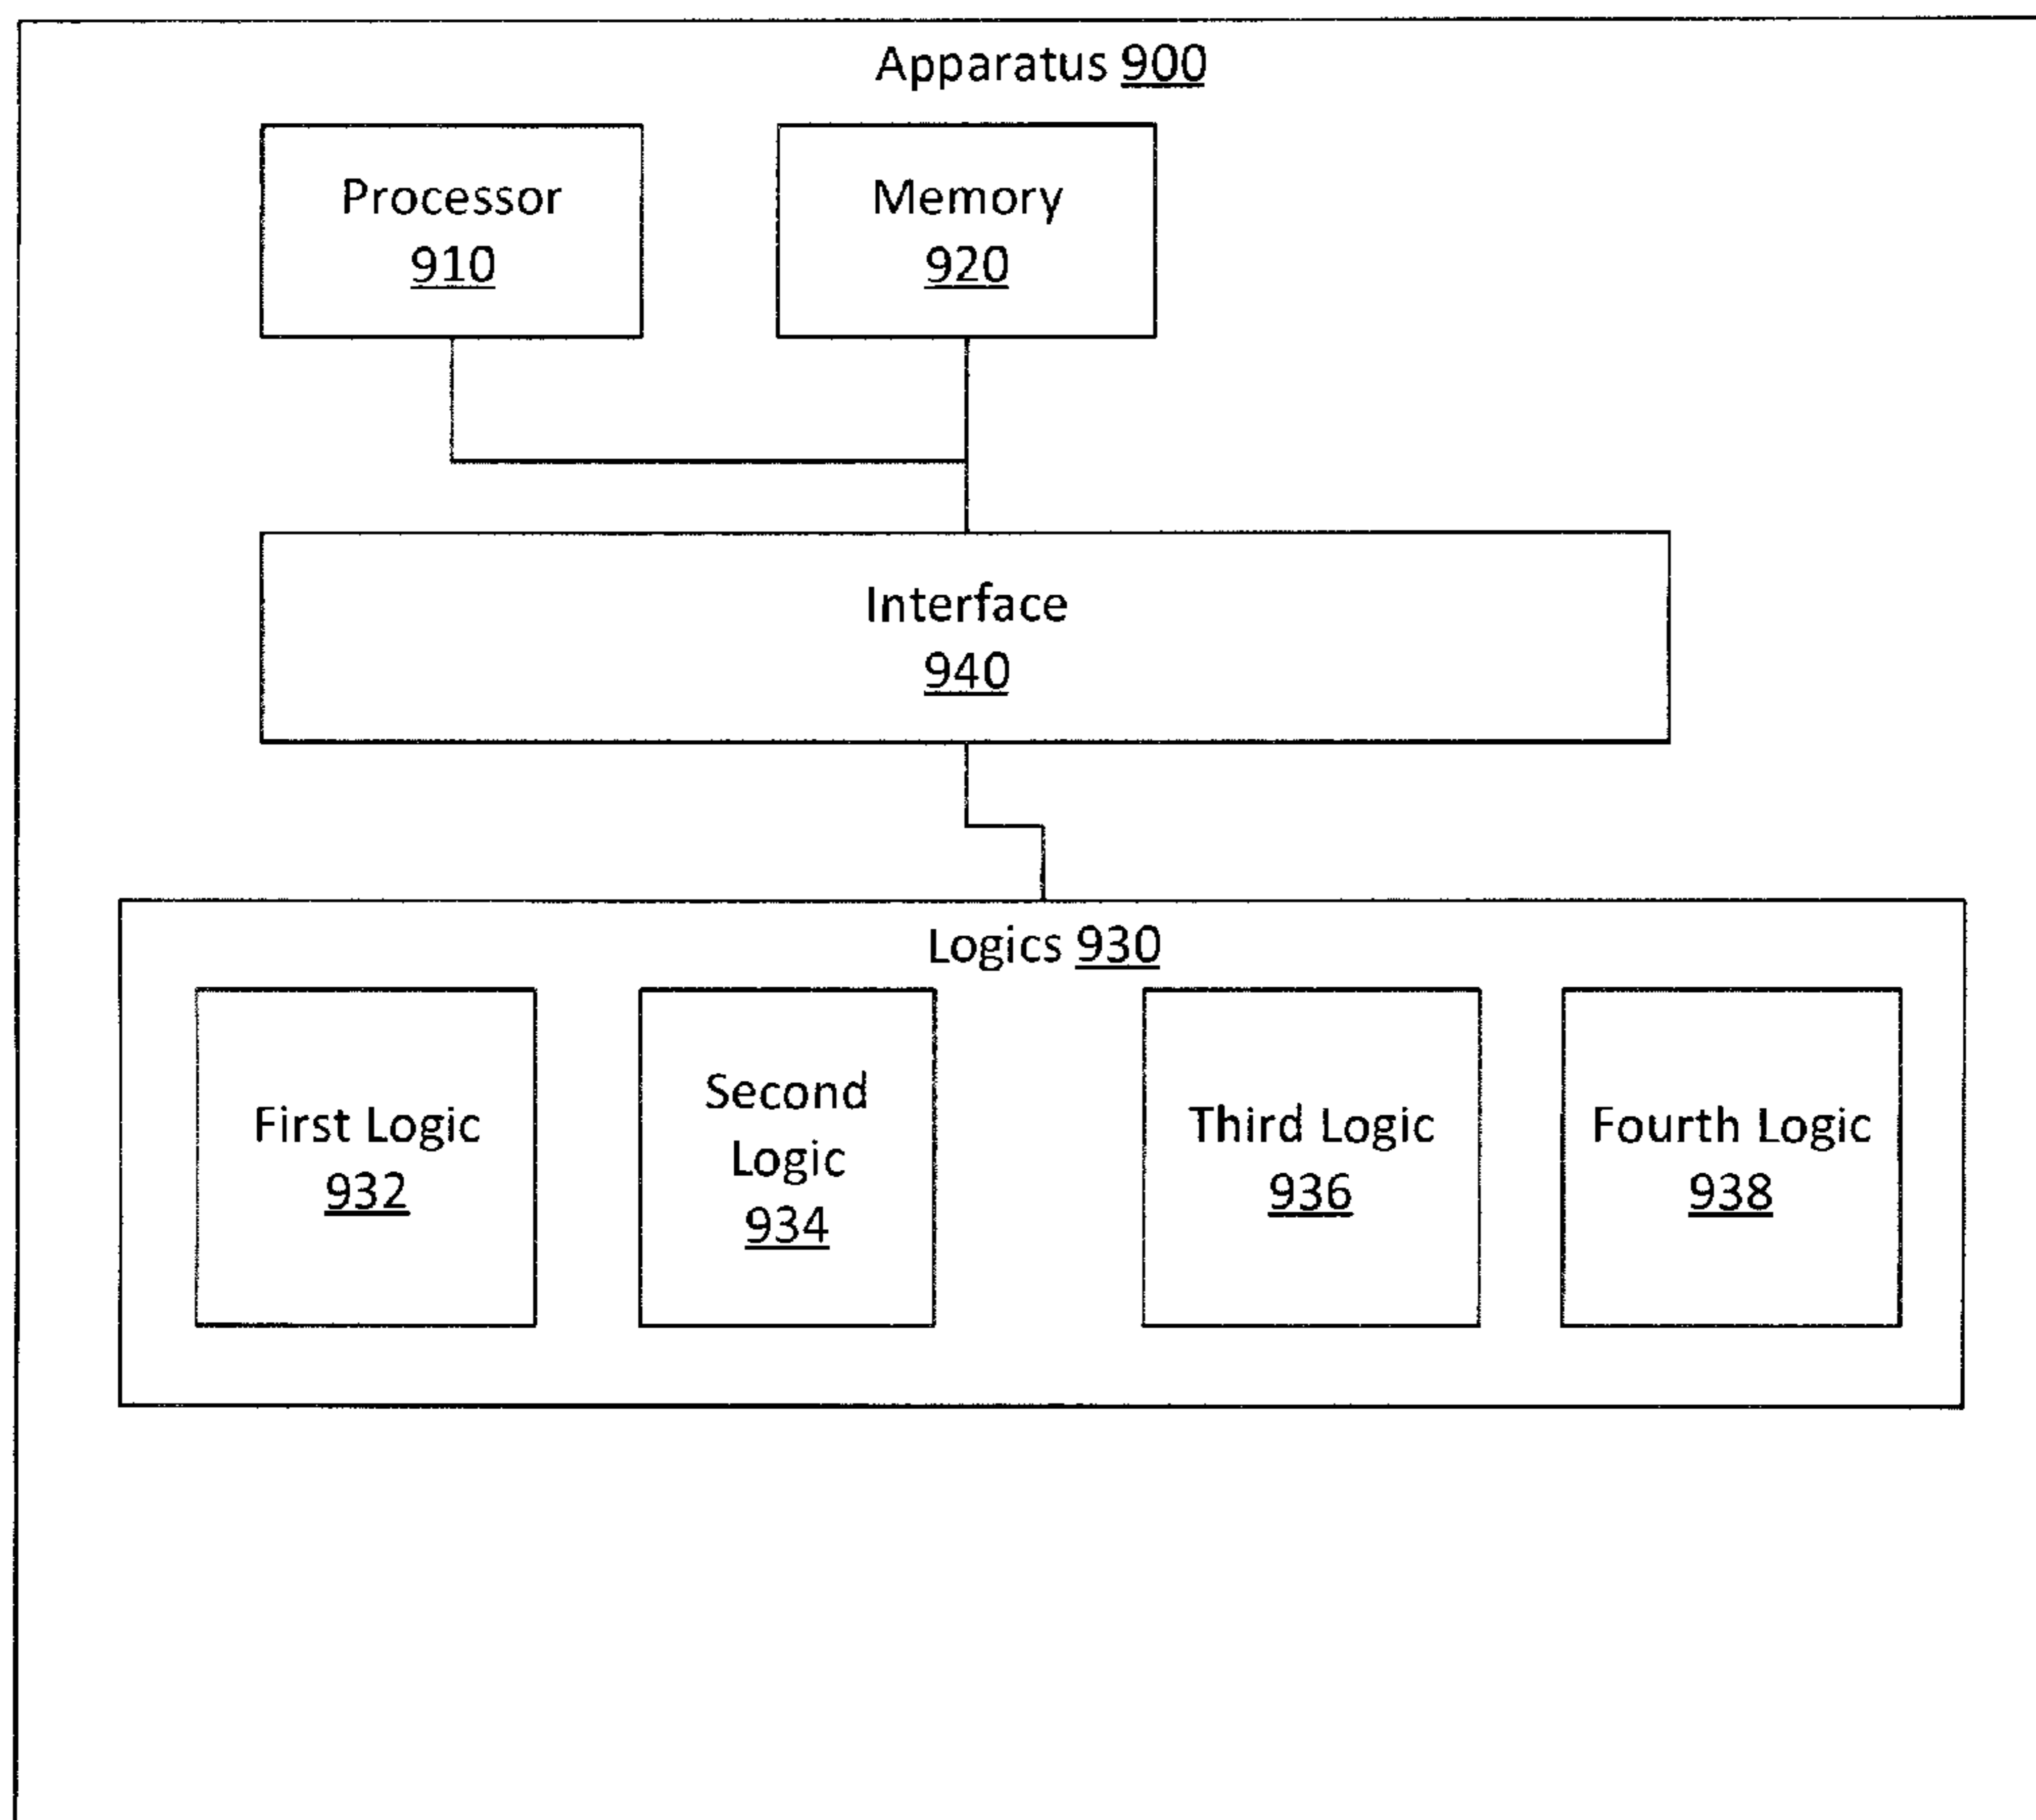 Apparatus 900
Processor
910
Memory
920
Interface
940
Logics 930
First Logic
932
Second
Logic
934
Third Logic
936
Fourth Logic
938